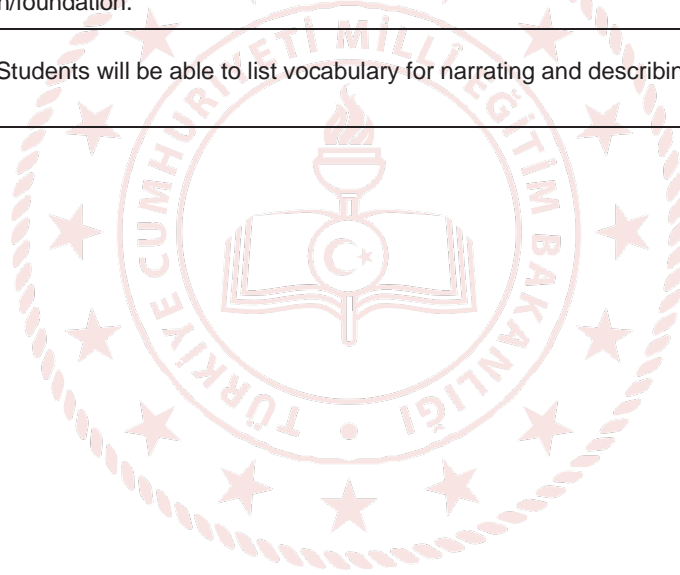 n/foundation.
Students will be able to list vocabulary for narrating and describin
TÜRKİYE CUMHURİYETİ MİLLÎ EĞİTİM BAKANLIĞI